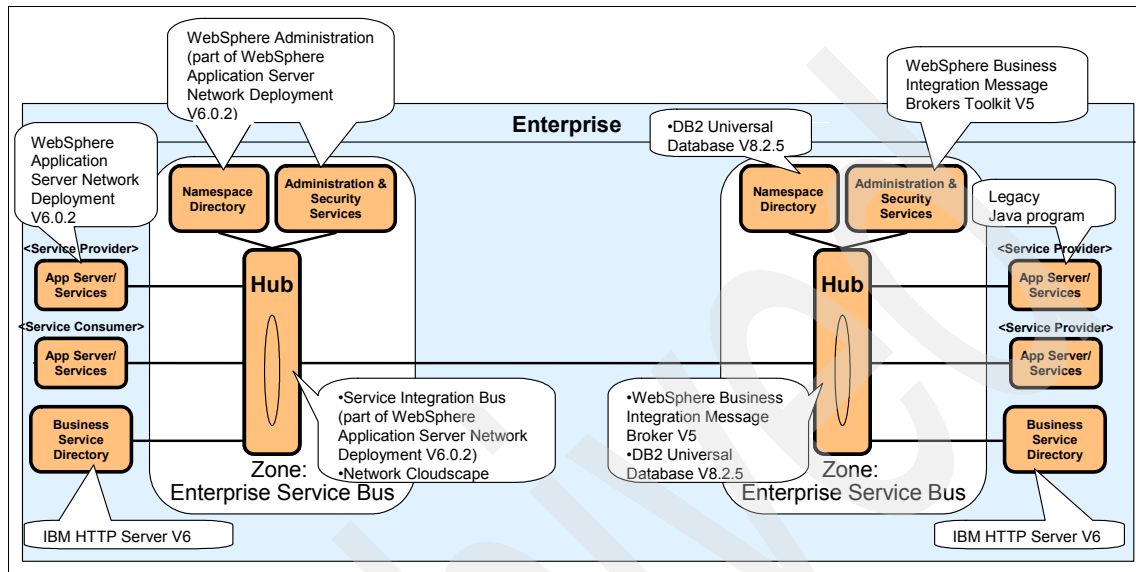 WebSphere Administration
(part of WebSphere
Application Server
Network Deployment
V6.0.2)
WebSphere Business
Integration Message
Brokers Toolkit V5
Enterprise
•DB2 Universal
Database V8.2.5
WebSphere
Application
Server Network
Deployment
V6.0.2
Namespace
Directory
Administration &
Security
Services
Namespace
Directory
Administration &
Security
Services
Legacy
Java program
<Service Provider>
App Server/
Services
Hub
Hub
<Service Provider>
App Server/
Services
<Service Consumer>
App Server/
Services
<Service Provider>
App Server/
Services
Business
Service
Directory
•Service Integration Bus
(part of WebSphere
Application Server Network
Deployment V6.0.2)
•Network Cloudscape
•WebSphere Business
Integration Message
Broker V5
•DB2 Universal
Database V8.2.5
Business
Service
Directory
Zone:
Enterprise Service Bus
Zone:
Enterprise Service Bus
IBM HTTP Server V6
IBM HTTP Server V6